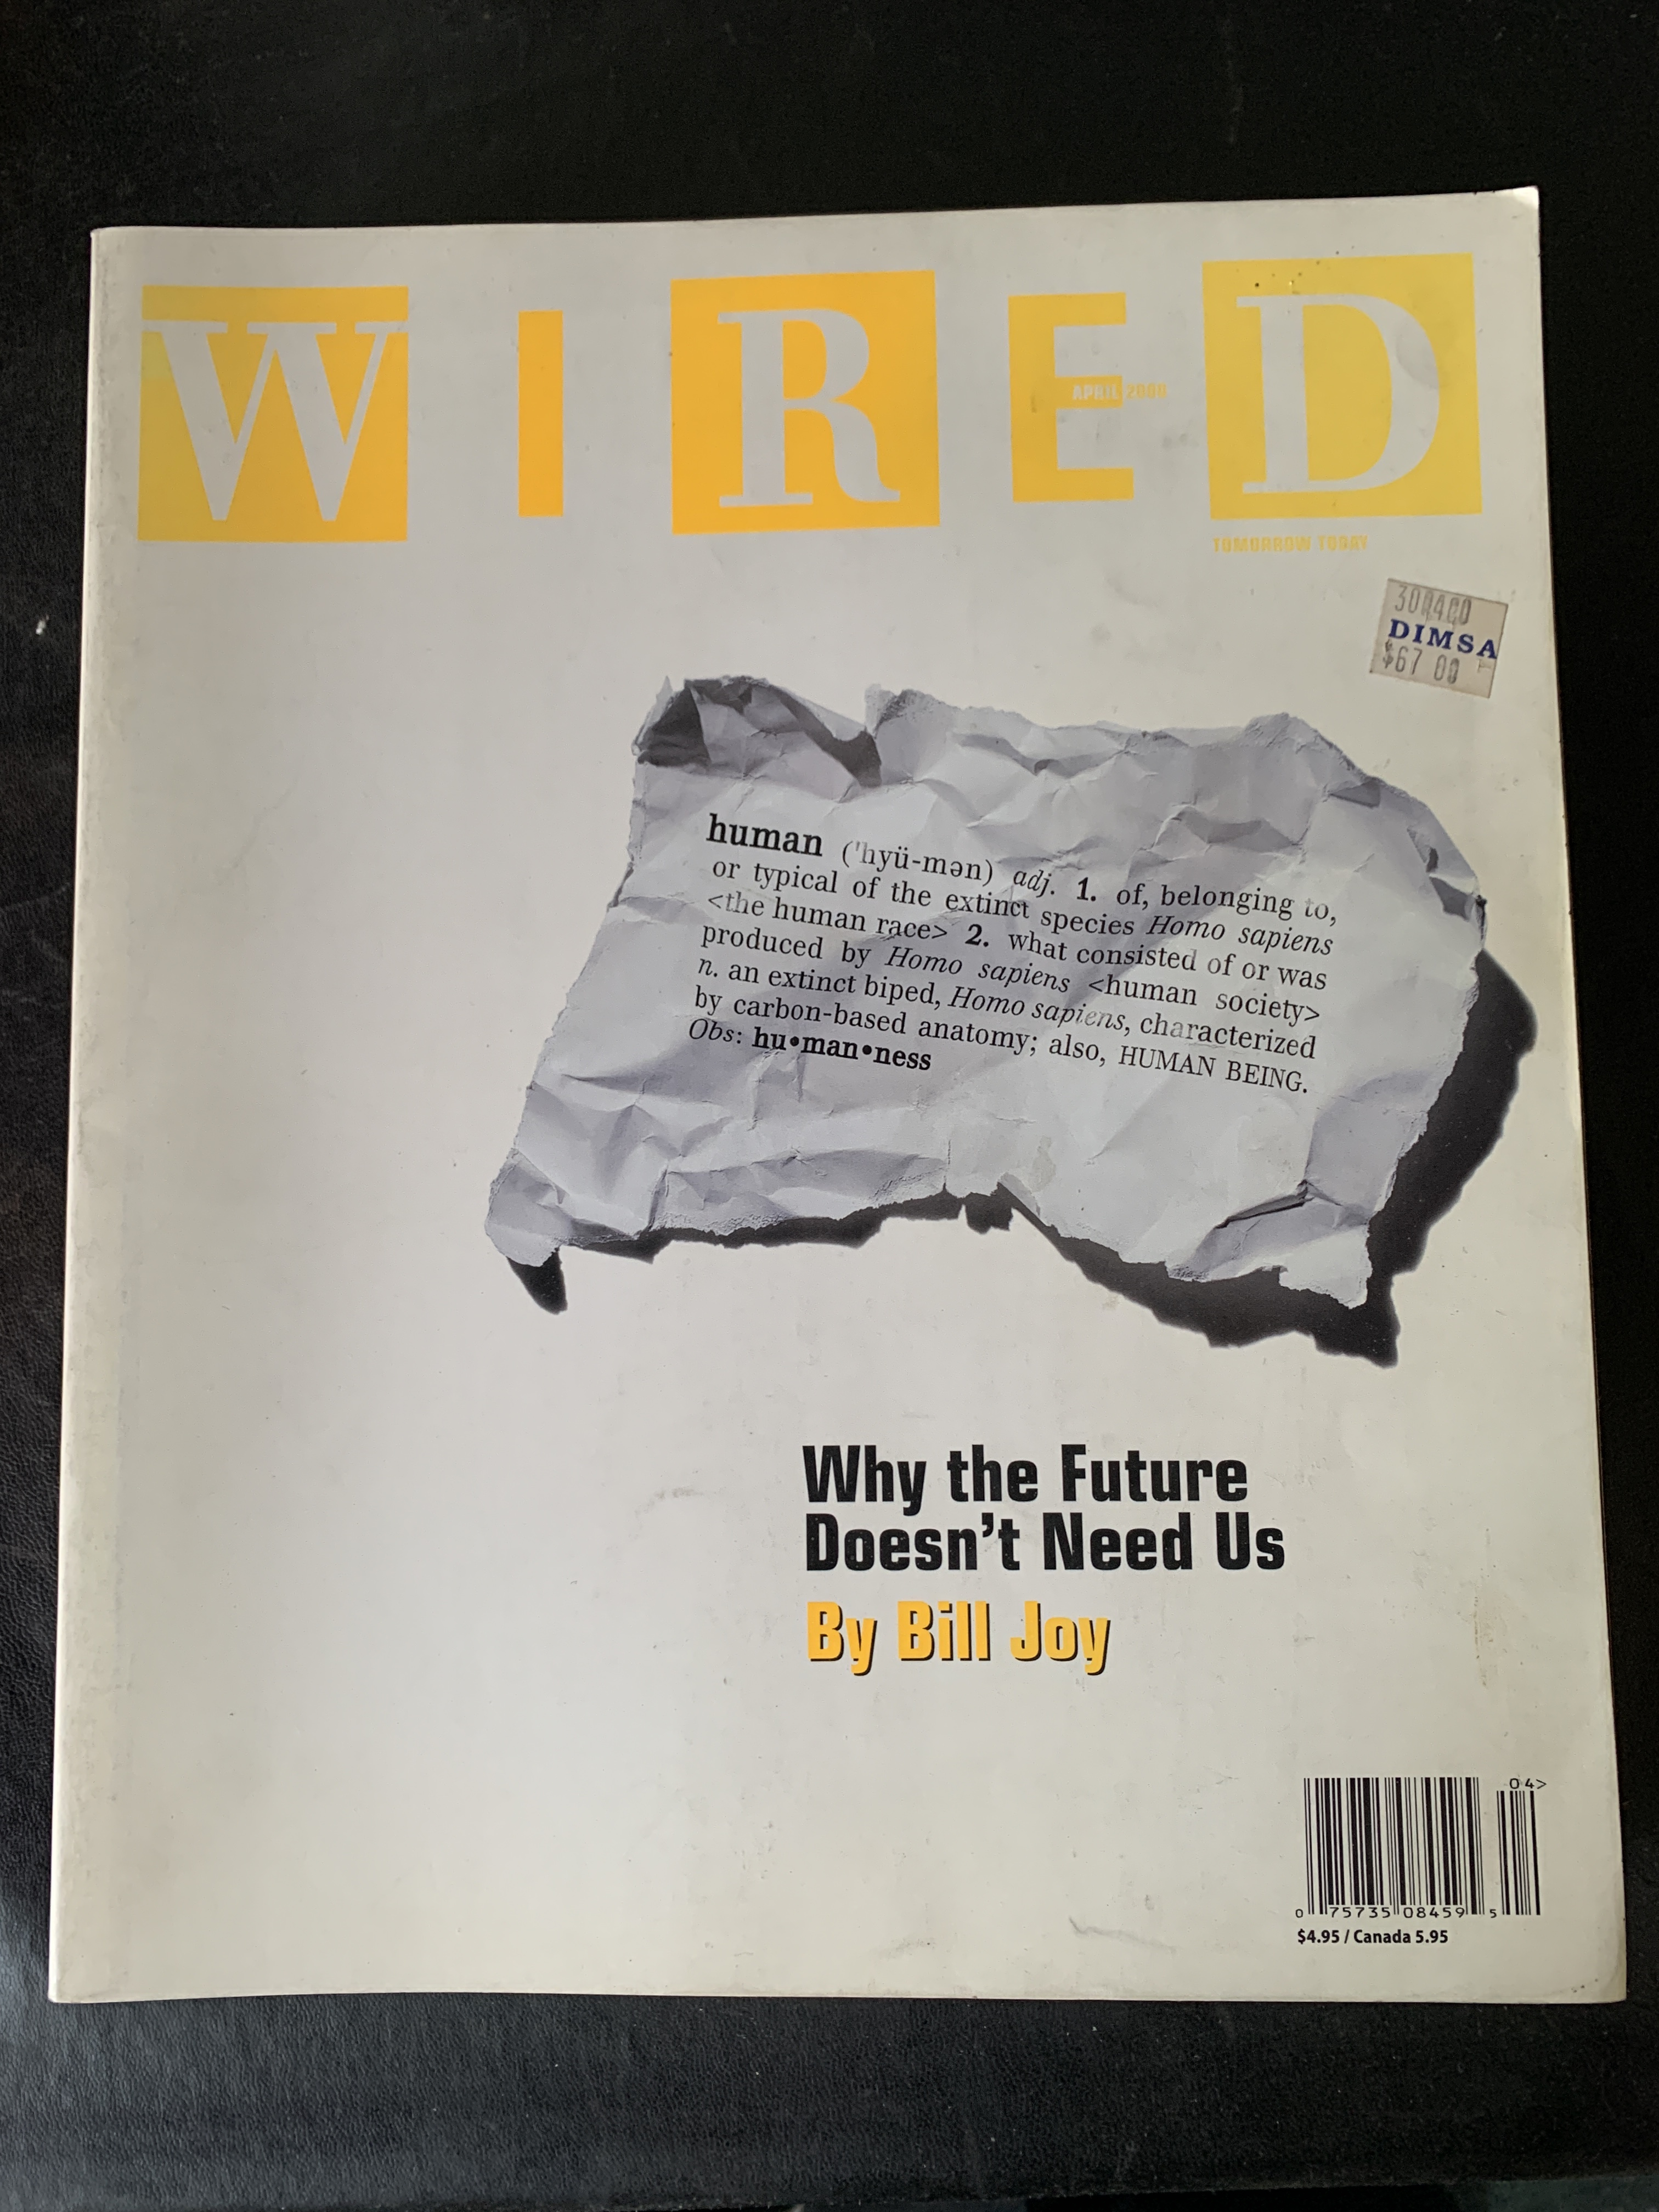 WIRED
APRIL 2000
TOMORROW TODAY
DIMSA
$67 00
human ('hyü-mən) adj. 1. of, belonging to,
or typical of the extinct species Homo sapiens
<the human race> 2. what consisted of or was
produced by Homo sapiens <human society>
n. an extinct biped, Homo sapiens, characterized
by carbon-based anatomy; also, HUMAN BEING.
Obs: hu•man•ness
Why the Future
Doesn't Need Us
By Bill Joy
04>
0 75735 08459 5
$4.95 / Canada 5.95